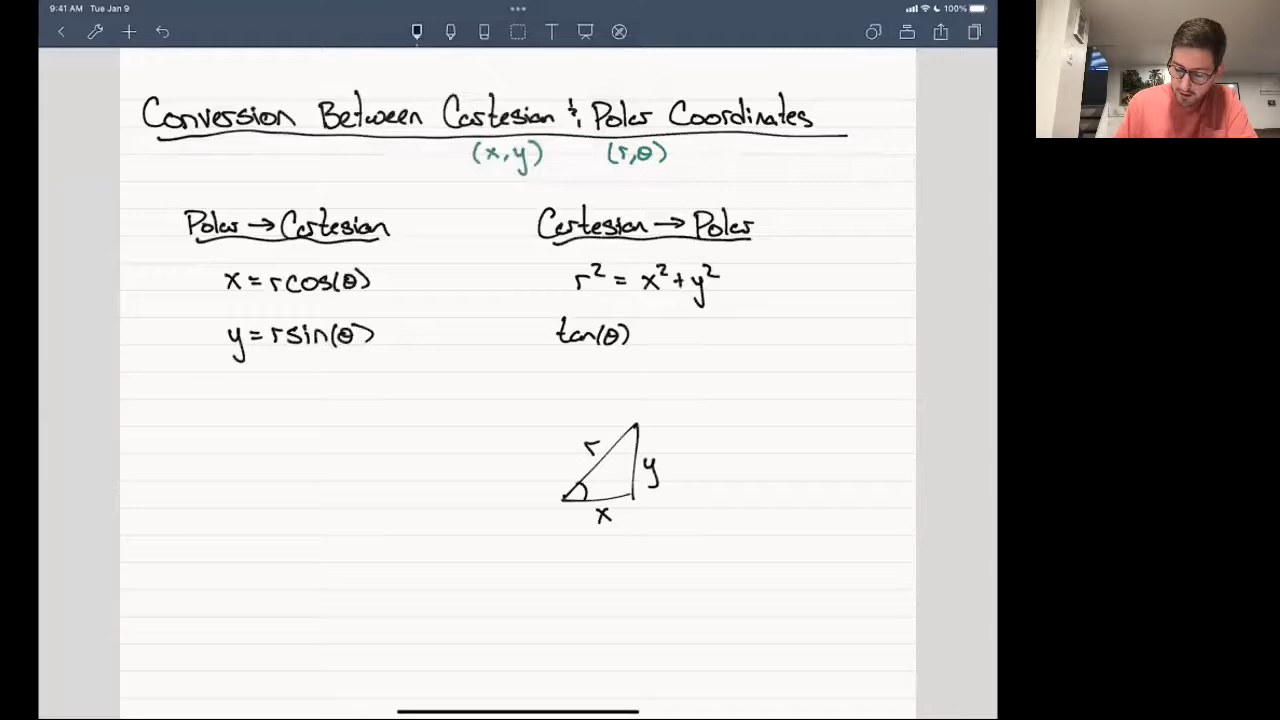 9:41 AM Tue Jan 9
100%
Conversion Between Cartesian & Polar Coordinates
(x,y) (r,θ)
Polar → Cartesian
x = r cos(θ)
y = r sin(θ)
Cartesian → Polar
r² = x² + y²
tan(θ)
r
y
x